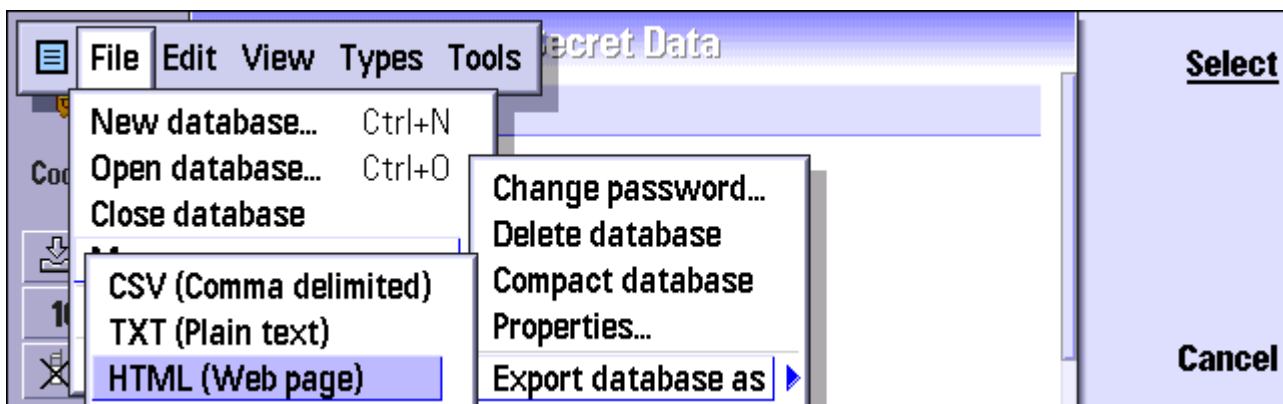 Secret Data
File Edit View Types Tools
Select
New database... Ctrl+N
Open database... Ctrl+O
Close database
Change password...
Delete database
Compact database
Properties...
Export database as
CSV (Comma delimited)
TXT (Plain text)
HTML (Web page)
Cancel